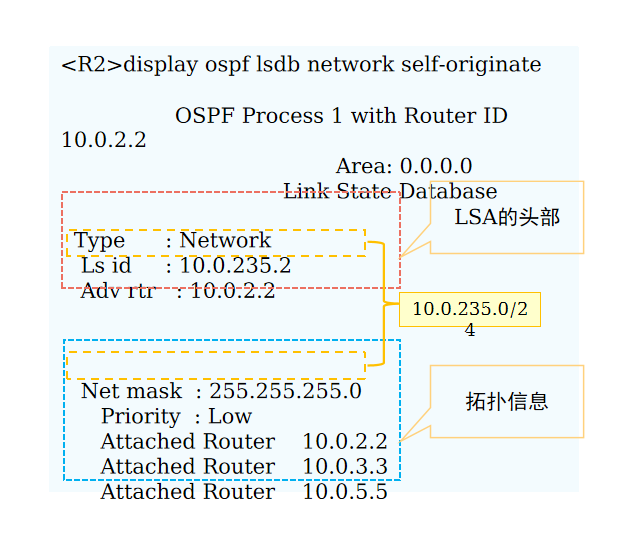 <R2>display ospf lsdb network self-originate
OSPF Process 1 with Router ID
10.0.2.2
Area: 0.0.0.0
Link State Database
LSA的头部
Type : Network
Ls id : 10.0.235.2
Adv rtr : 10.0.2.2
10.0.235.0/2
4
Net mask : 255.255.255.0
拓扑信息
Priority : Low
Attached Router 10.0.2.2
Attached Router 10.0.3.3
Attached Router 10.0.5.5